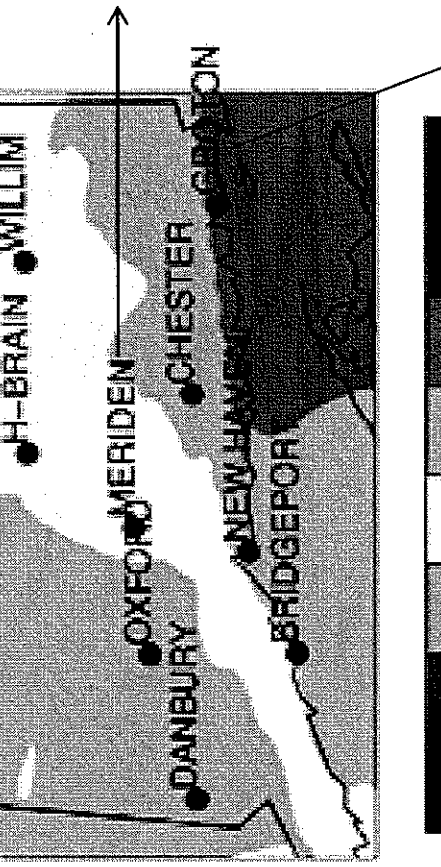 H-BRAIN
WILLIM
MERIDEN
OXFORD
CHESTER
GROTON
DANBURY
NEW HAVEN
BRIDGEPOR